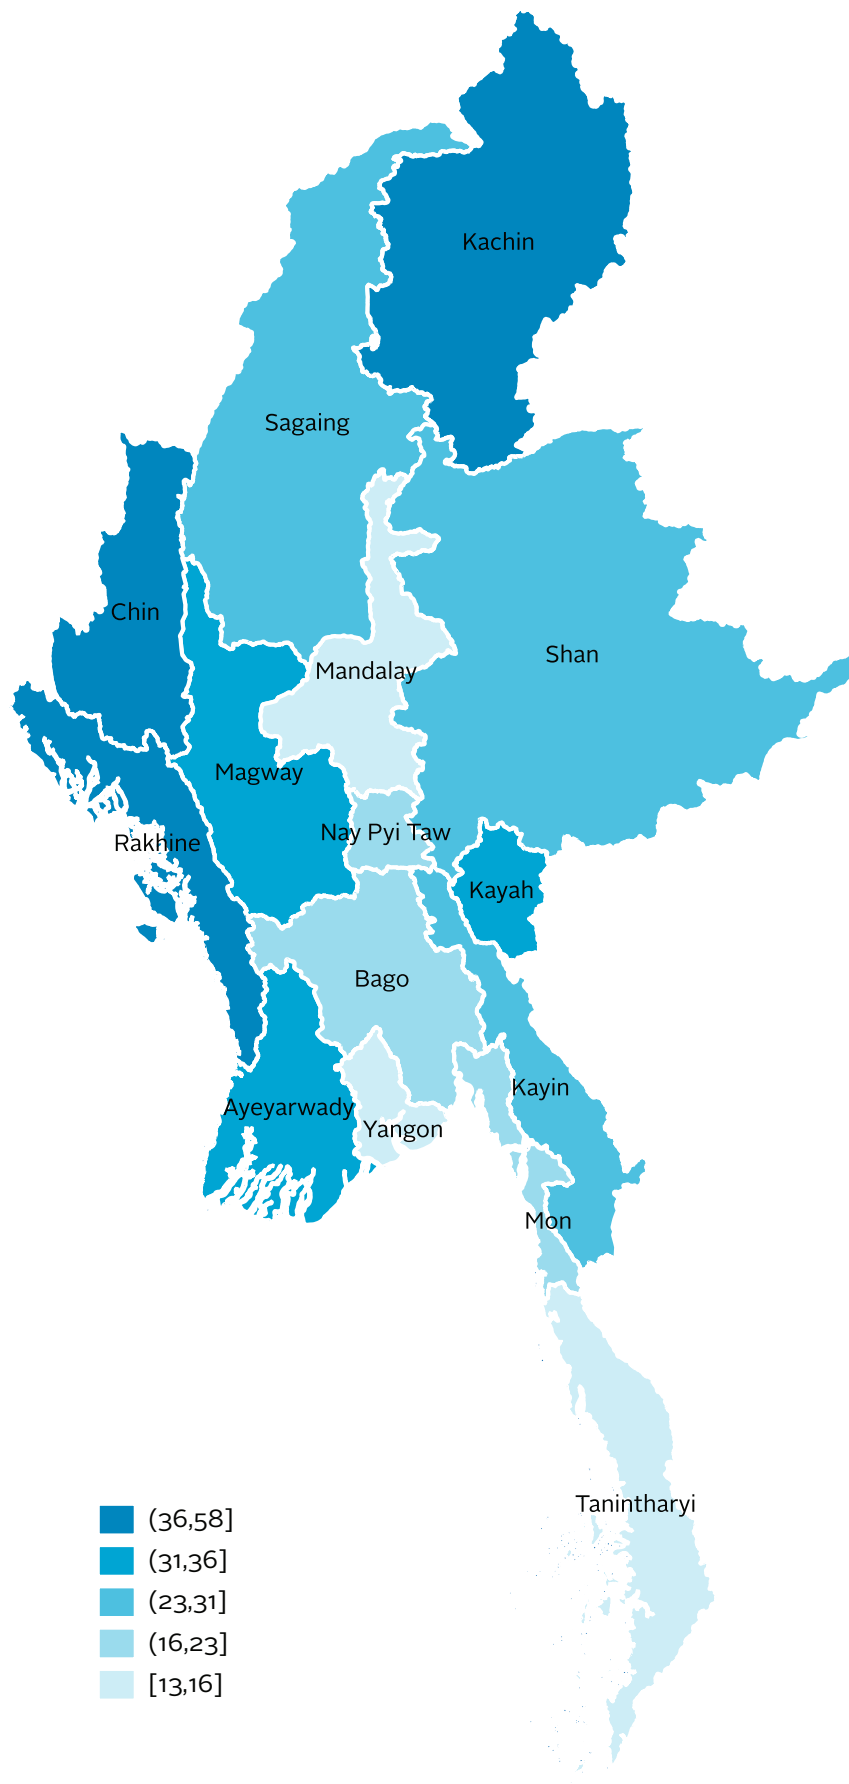 Kachin
Sagaing
Chin
Shan
Mandalay
Magway
Nay Pyi Taw
Rakhine
Kayah
Bago
Kayin
Ayeyarwady
Yangon
Mon
Tanintharyi
(36,58]
(31,36]
(23,31]
(16,23]
[13,16]